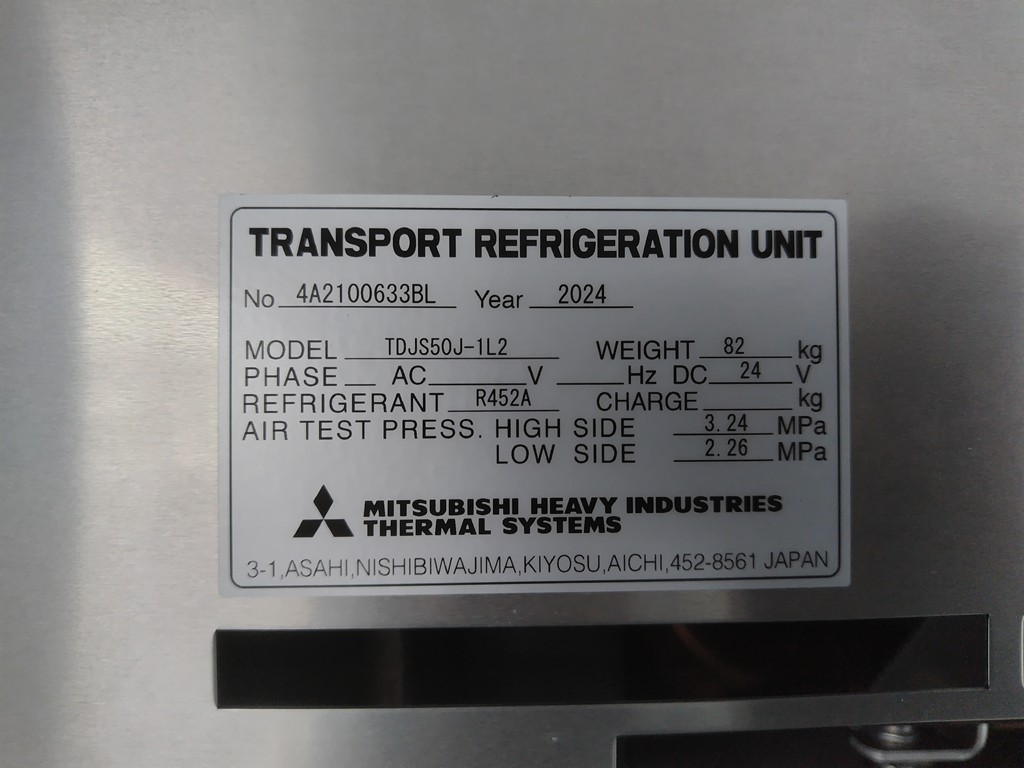 TRANSPORT REFRIGERATION UNIT
No 4A2100633BL Year 2024
MODEL TDJS50J-1L2 WEIGHT 82 kg
PHASE AC V Hz DC 24 V
REFRIGERANT R452A CHARGE kg
AIR TEST PRESS. HIGH SIDE 3.24 MPa
LOW SIDE 2.26 MPa
MITSUBISHI HEAVY INDUSTRIES
THERMAL SYSTEMS
3-1,ASAHI,NISHIBIWAJIMA,KIYOSU,AICHI,452-8561 JAPAN